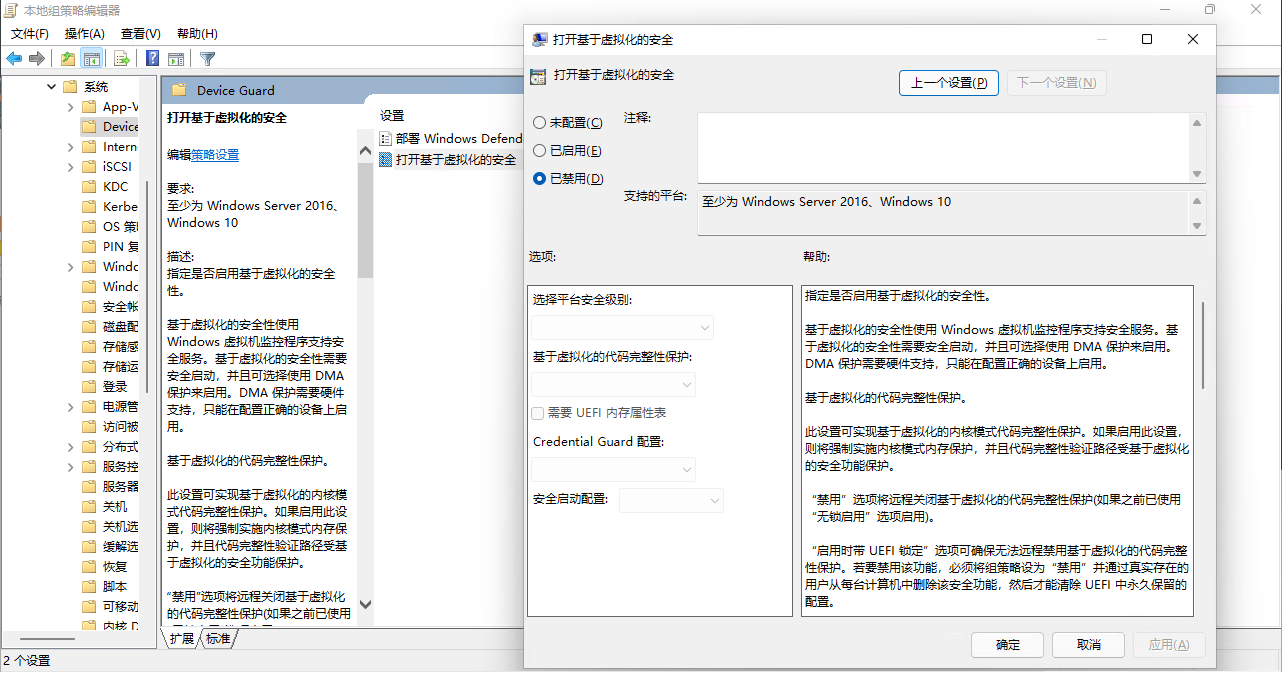 本地组策略编辑器
文件(F) 操作(A) 查看(V) 帮助(H)
系统
App-V
Device
Intern
iSCSI
KDC
Kerbe
OS 策
PIN 复
Windo
Windo
安全帐
磁盘配
存储感
存储运
登录
电源管
访问被
分布式
服务控
服务器
关机
关机选
缓解选
恢复
脚本
可移动
内核 D
Device Guard
打开基于虚拟化的安全
编辑策略设置
要求:
至少为 Windows Server 2016、
Windows 10
描述:
指定是否启用基于虚拟化的安全
性。
基于虚拟化的安全性使用
Windows 虚拟机监控程序支持安
全服务。基于虚拟化的安全性需要
安全启动，并且可选择使用 DMA
保护来启用。DMA 保护需要硬件
支持，只能在配置正确的设备上启
用。
基于虚拟化的代码完整性保护。
此设置可实现基于虚拟化的内核模
式代码完整性保护。如果启用此设
置，则将强制实施内核模式内存保
护，并且代码完整性验证路径受基
于虚拟化的安全功能保护。
“禁用”选项将远程关闭基于虚拟化
的代码完整性保护(如果之前已使用
设置
部署 Windows Defend
打开基于虚拟化的安全
扩展 标准
2 个设置
打开基于虚拟化的安全
打开基于虚拟化的安全
上一个设置(P) 下一个设置(N)
未配置(C)
已启用(E)
已禁用(D)
注释:
支持的平台:
至少为 Windows Server 2016、Windows 10
选项:
帮助:
选择平台安全级别:
基于虚拟化的代码完整性保护:
需要 UEFI 内存属性表
Credential Guard 配置:
安全启动配置:
指定是否启用基于虚拟化的安全性。
基于虚拟化的安全性使用 Windows 虚拟机监控程序支持安全服务。基
于虚拟化的安全性需要安全启动，并且可选择使用 DMA 保护来启用。
DMA 保护需要硬件支持，只能在配置正确的设备上启用。
基于虚拟化的代码完整性保护。
此设置可实现基于虚拟化的内核模式代码完整性保护。如果启用此设置，
则将强制实施内核模式内存保护，并且代码完整性验证路径受基于虚拟化
的安全功能保护。
“禁用”选项将远程关闭基于虚拟化的代码完整性保护(如果之前已使用
“无锁启用”选项启用)。
“启用时带 UEFI 锁定”选项可确保无法远程禁用基于虚拟化的代码完整
性保护。若要禁用该功能，必须将组策略设为“禁用”并通过真实存在的
用户从每台计算机中删除该安全功能，然后才能清除 UEFI 中永久保留的
配置。
确定 取消 应用(A)